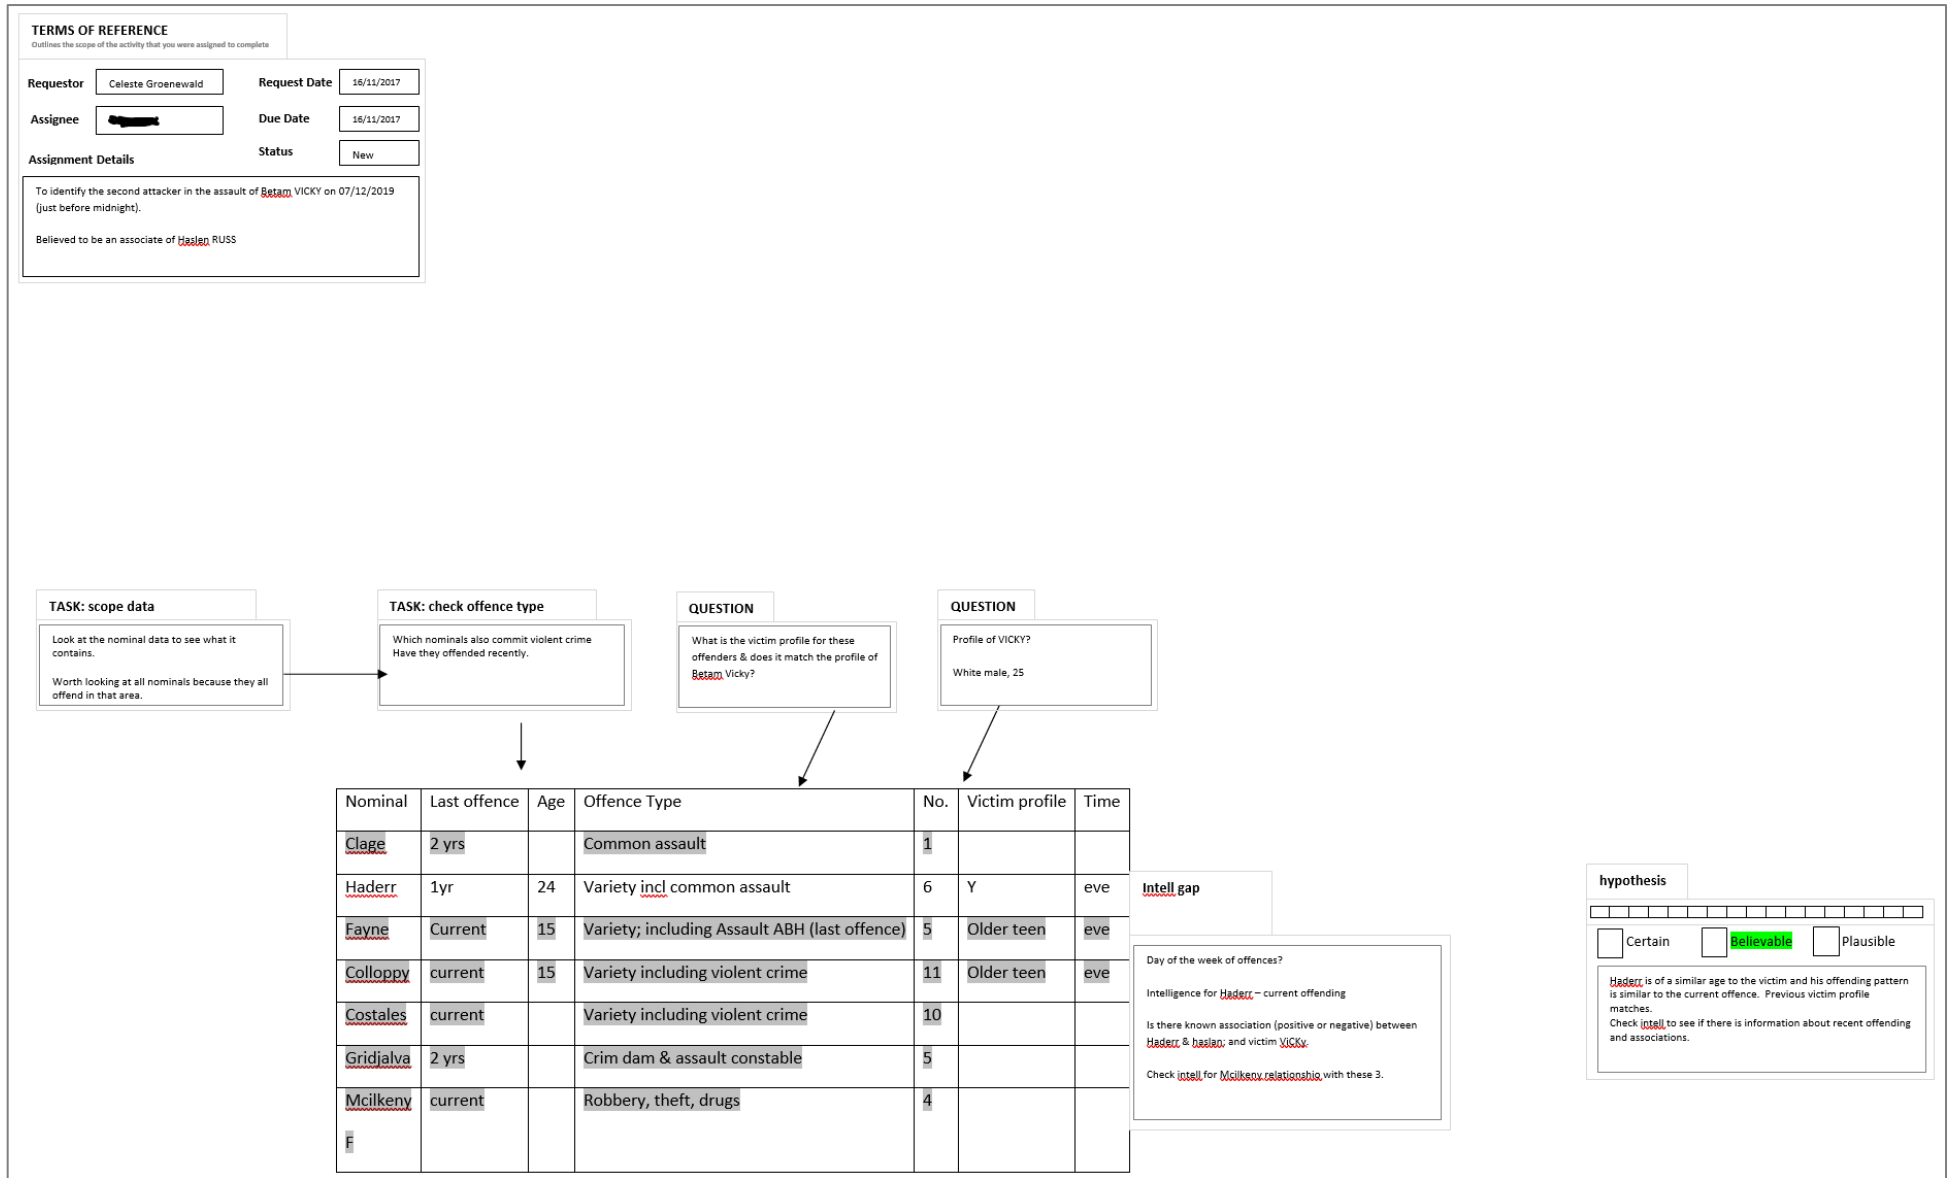 TERMS OF REFERENCE
Outlines the scope of the activity that you were assigned to complete
Requestor
Celeste Groenewald
Request Date
16/11/2017
Assignee
Due Date
16/11/2017
Status
New
Assignment Details
To identify the second attacker in the assault of Betam VICKY on 07/12/2019
(just before midnight).
Believed to be an associate of Haslen RUSS
TASK: scope data
Look at the nominal data to see what it
contains.
Worth looking at all nominals because they all
offend in that area.
TASK: check offence type
Which nominals also commit violent crime
Have they offended recently.
QUESTION
What is the victim profile for these
offenders & does it match the profile of
Betam Vicky?
QUESTION
Profile of VICKY?
White male, 25
Nominal Last offence Age Offence Type No. Victim profile Time
Clage 2 yrs Common assault 1
Haderr 1yr 24 Variety incl common assault 6 Y eve
Fayne Current 15 Variety; including Assault ABH (last offence) 5 Older teen eve
Colloppy current 15 Variety including violent crime 11 Older teen eve
Costales current Variety including violent crime 10
Gridjalva 2 yrs Crim dam & assault constable 5
Mcilkeny current Robbery, theft, drugs 4
F
Intell gap
Day of the week of offences?
Intelligence for Haderr – current offending
Is there known association (positive or negative) between
Haderr & haslan; and victim ViCKy.
Check intell for Mcilkeny relationship with these 3.
hypothesis
Certain Believable Plausible
Haderr is of a similar age to the victim and his offending pattern
is similar to the current offence. Previous victim profile
matches.
Check intell to see if there is information about recent offending
and associations.